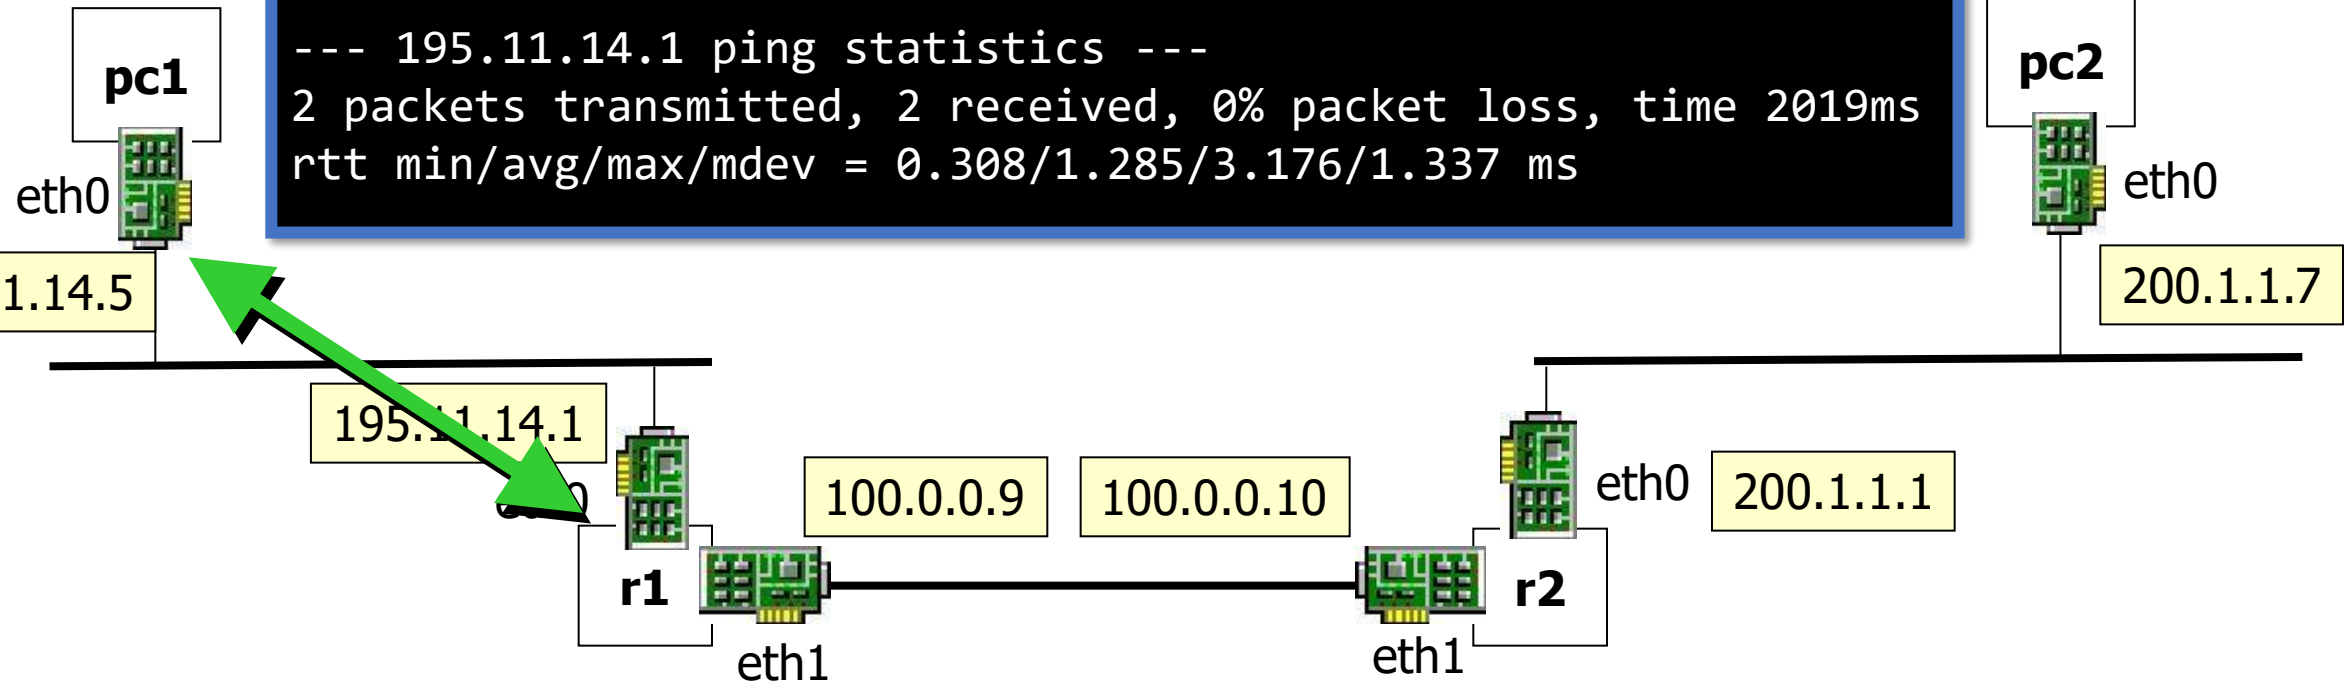 pc1
--- 195.11.14.1 ping statistics ---
2 packets transmitted, 2 received, 0% packet loss, time 2019ms
rtt min/avg/max/mdev = 0.308/1.285/3.176/1.337 ms
pc2
eth0
eth0
1.14.5
200.1.1.7
195.11.14.1
100.0.0.9
100.0.0.10
eth0
200.1.1.1
r1
r2
eth1
eth1